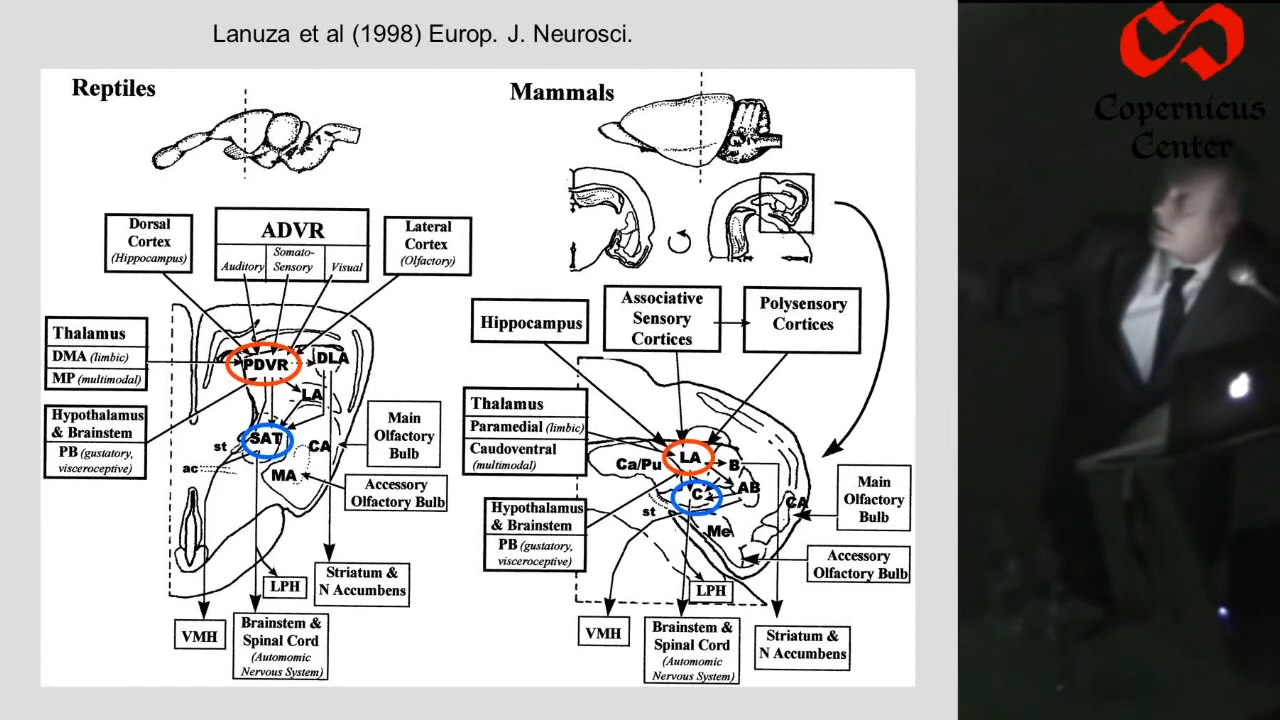 Lanuza et al (1998) Europ. J. Neurosci.
Copernicus
Center
Reptiles
Mammals
Dorsal
Cortex
(Hippocampus)
ADVR
Auditory
Somato-
Sensory
Visual
Lateral
Cortex
(Olfactory)
Thalamus
DMA (limbic)
MP (multimodal)
Hypothalamus
& Brainstem
PB (gustatory,
visceroceptive)
PDVR
DLA
LA
SAT
st
CA
ac
MA
Main
Olfactory
Bulb
Accessory
Olfactory Bulb
LPH
Striatum &
N Accumbens
VMH
Brainstem &
Spinal Cord
(Automomic
Nervous System)
Hippocampus
Associative
Sensory
Cortices
Polysensory
Cortices
Thalamus
Paramedial (limbic)
Caudoventral
(multimodal)
Hypothalamus
& Brainstem
PB (gustatory,
visceroceptive)
Ca/Pu
LA
B
C
AB
st
CA
Me
Main
Olfactory
Bulb
Accessory
Olfactory Bulb
LPH
VMH
Brainstem &
Spinal Cord
(Automomic
Nervous System)
Striatum &
N Accumbens